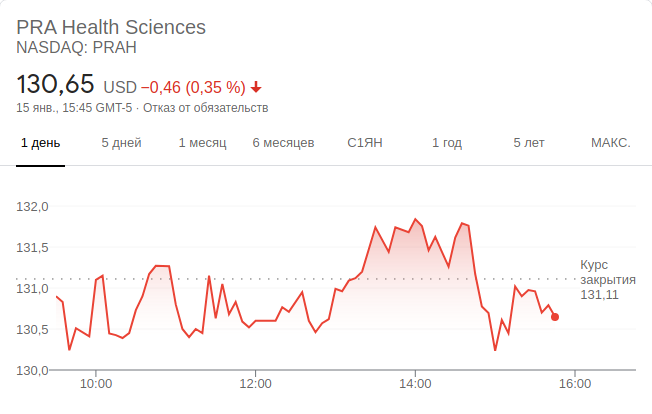 PRA Health Sciences
NASDAQ: PRAH
130,65 USD −0,46 (0,35 %)
15 янв., 15:45 GMT-5 · Отказ от обязательств
1 день 5 дней 1 месяц 6 месяцев С1ЯН 1 год 5 лет МАКС.
132,0
131,5
131,0
130,5
130,0
Курс
закрытия
131,11
10:00 12:00 14:00 16:00